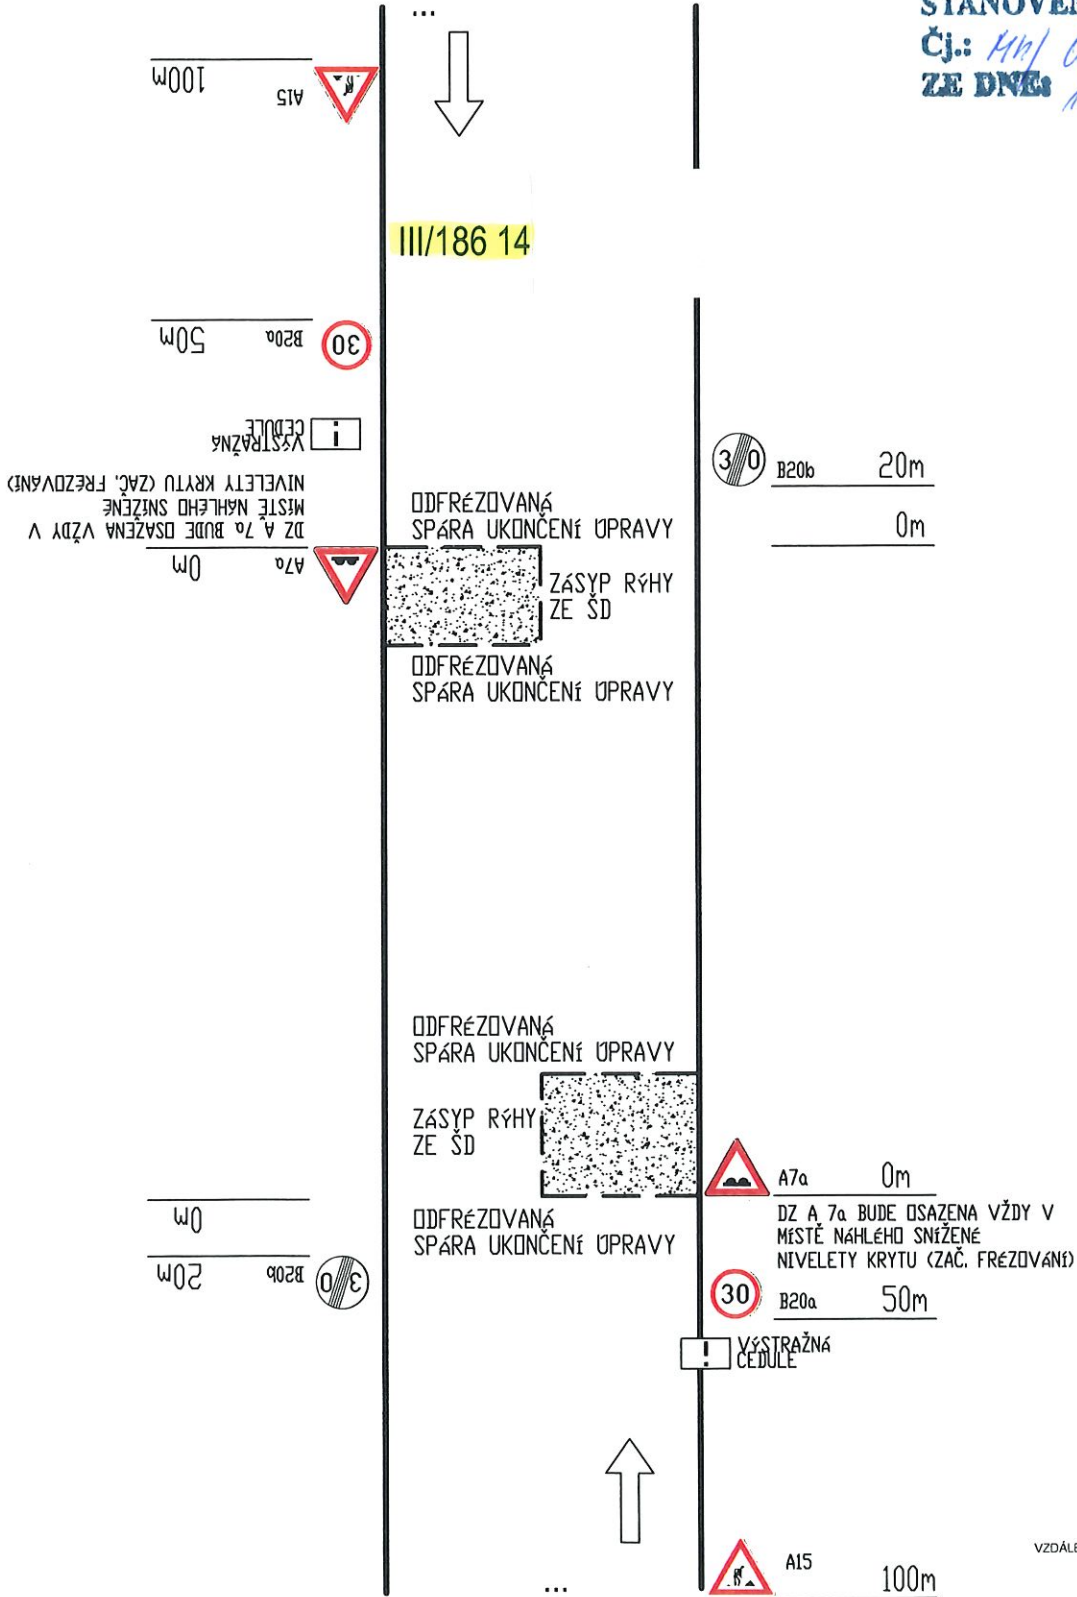 ...
STANOVEN
Čj.:
ZE DNE:
100m
A15
III/186 14
50m
B20a
30
!
VÝSTRAŽNÁ
CEDULE
DZ A 7a BUDE OSAZENA VŽDY V
MÍSTĚ NÁHLÉHO SNÍŽENÉ
NIVELETY KRYTU (ZAČ. FRÉZOVÁNÍ)
0m
A7a
30
B20b
20m
0m
ODFRÉZOVANÁ
SPÁRA UKONČENÍ ÚPRAVY
ZÁSYP RÝHY
ZE ŠD
ODFRÉZOVANÁ
SPÁRA UKONČENÍ ÚPRAVY
ODFRÉZOVANÁ
SPÁRA UKONČENÍ ÚPRAVY
ZÁSYP RÝHY
ZE ŠD
ODFRÉZOVANÁ
SPÁRA UKONČENÍ ÚPRAVY
0m
20m
B20b
30
A7a
0m
DZ A 7a BUDE OSAZENA VŽDY V
MÍSTĚ NÁHLÉHO SNÍŽENÉ
NIVELETY KRYTU (ZAČ. FRÉZOVÁNÍ)
30
B20a
50m
!
VÝSTRAŽNÁ
CEDULE
A15
100m
VZDÁLE
...